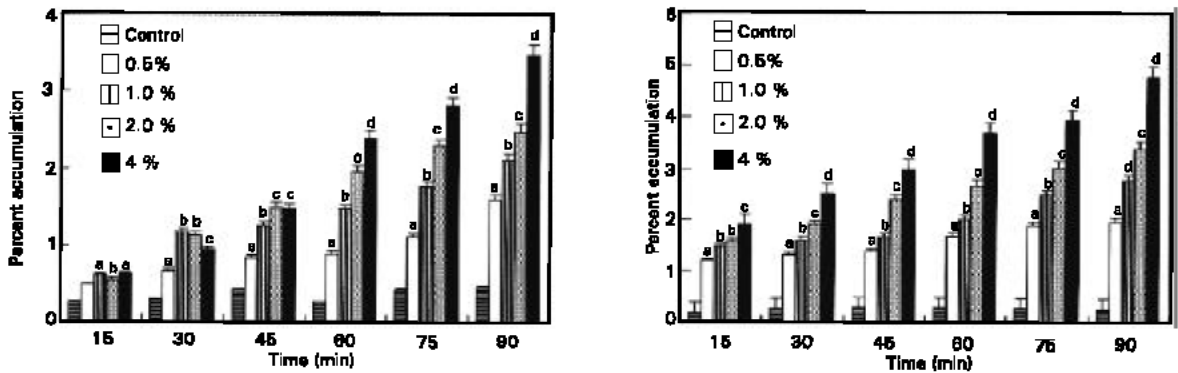 4
3
2
1
0
Percent accumulation
Control
0.5%
1.0 %
2.0 %
4 %
a b a
a b b c
a b c c
a b c d
a b c d
a b c d
15 30 45 60 75 90
Time (min)
6
5
4
3
2
1
0
Percent accumulation
Control
0.5%
1.0 %
2.0 %
4 %
a b b c
a b c d
a b c d
a b c d
a b c d
a d c d
15 30 45 60 75 90
Time (min)